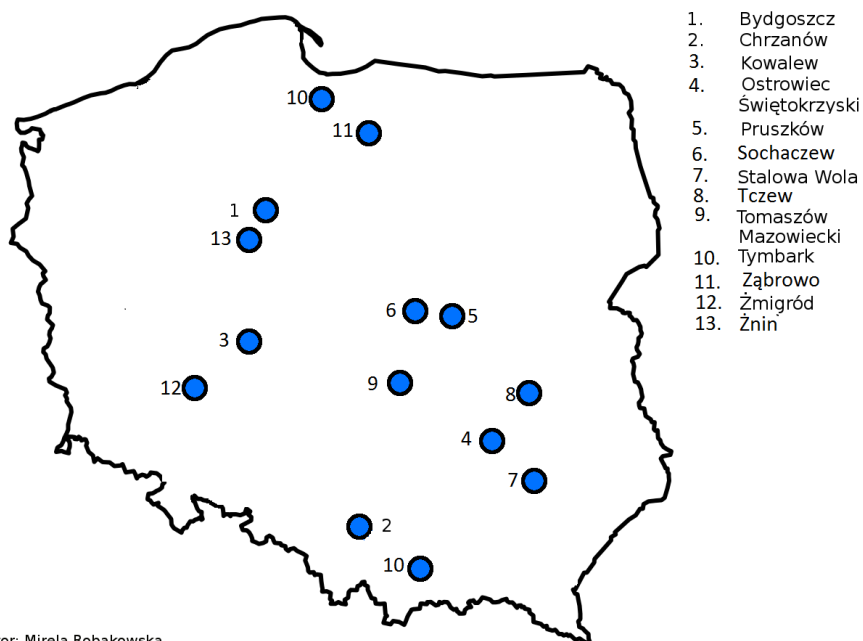 1. Bydgoszcz
2. Chrzanów
3. Kowalew
4. Ostrowiec
Świętokrzyski
5. Pruszków
6. Sochaczew
7. Stalowa Wola
8. Tczew
9. Tomaszów
Mazowiecki
10. Tymbark
11. Ząbrowo
12. Żmigród
13. Żnin
10
11
1
13
6
5
3
12
9
8
4
7
2
10
Mirela Robakowska